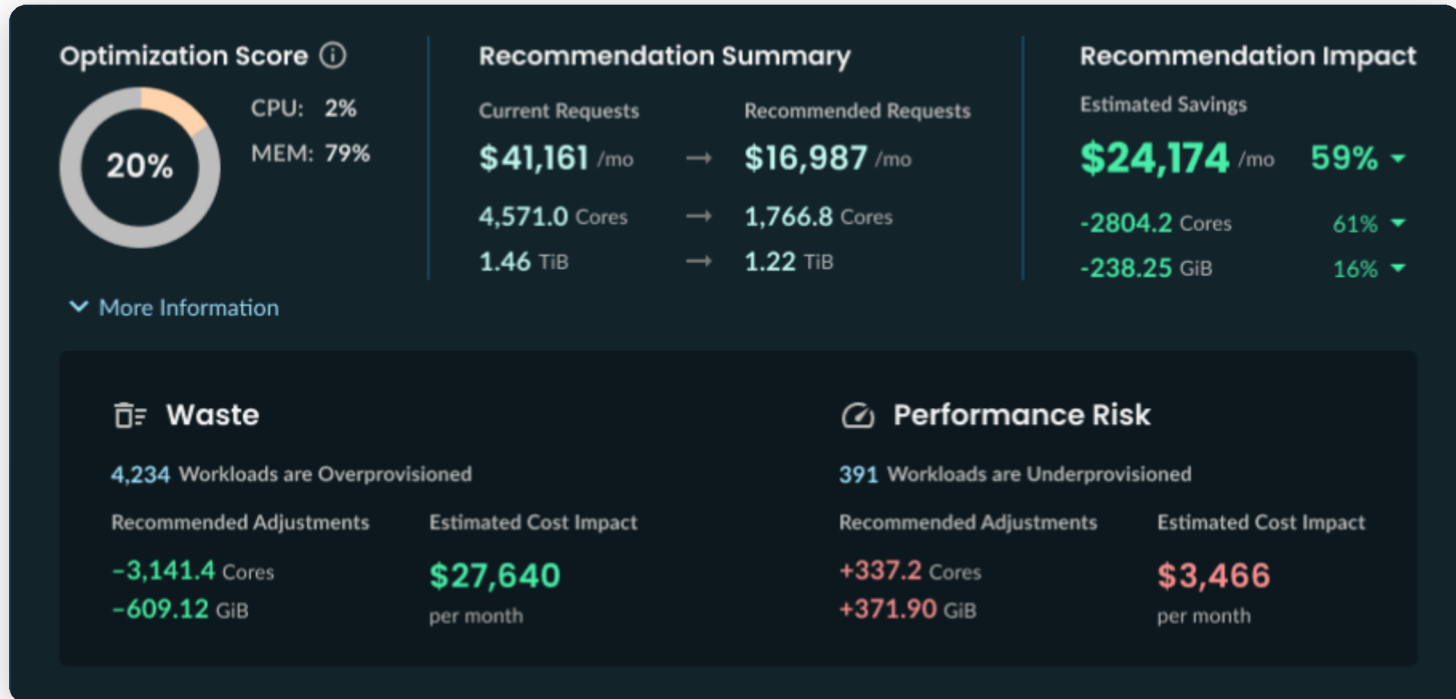 Optimization Score
20%
CPU: 2%
MEM: 79%
More Information
Recommendation Summary
Current Requests
Recommended Requests
$41,161 /mo → $16,987 /mo
4,571.0 Cores → 1,766.8 Cores
1.46 TiB → 1.22 TiB
Recommendation Impact
Estimated Savings
$24,174 /mo 59%
-2804.2 Cores 61%
-238.25 GiB 16%
Waste
4,234 Workloads are Overprovisioned
Recommended Adjustments
Estimated Cost Impact
−3,141.4 Cores
−609.12 GiB
$27,640
per month
Performance Risk
391 Workloads are Underprovisioned
Recommended Adjustments
Estimated Cost Impact
+337.2 Cores
+371.90 GiB
$3,466
per month